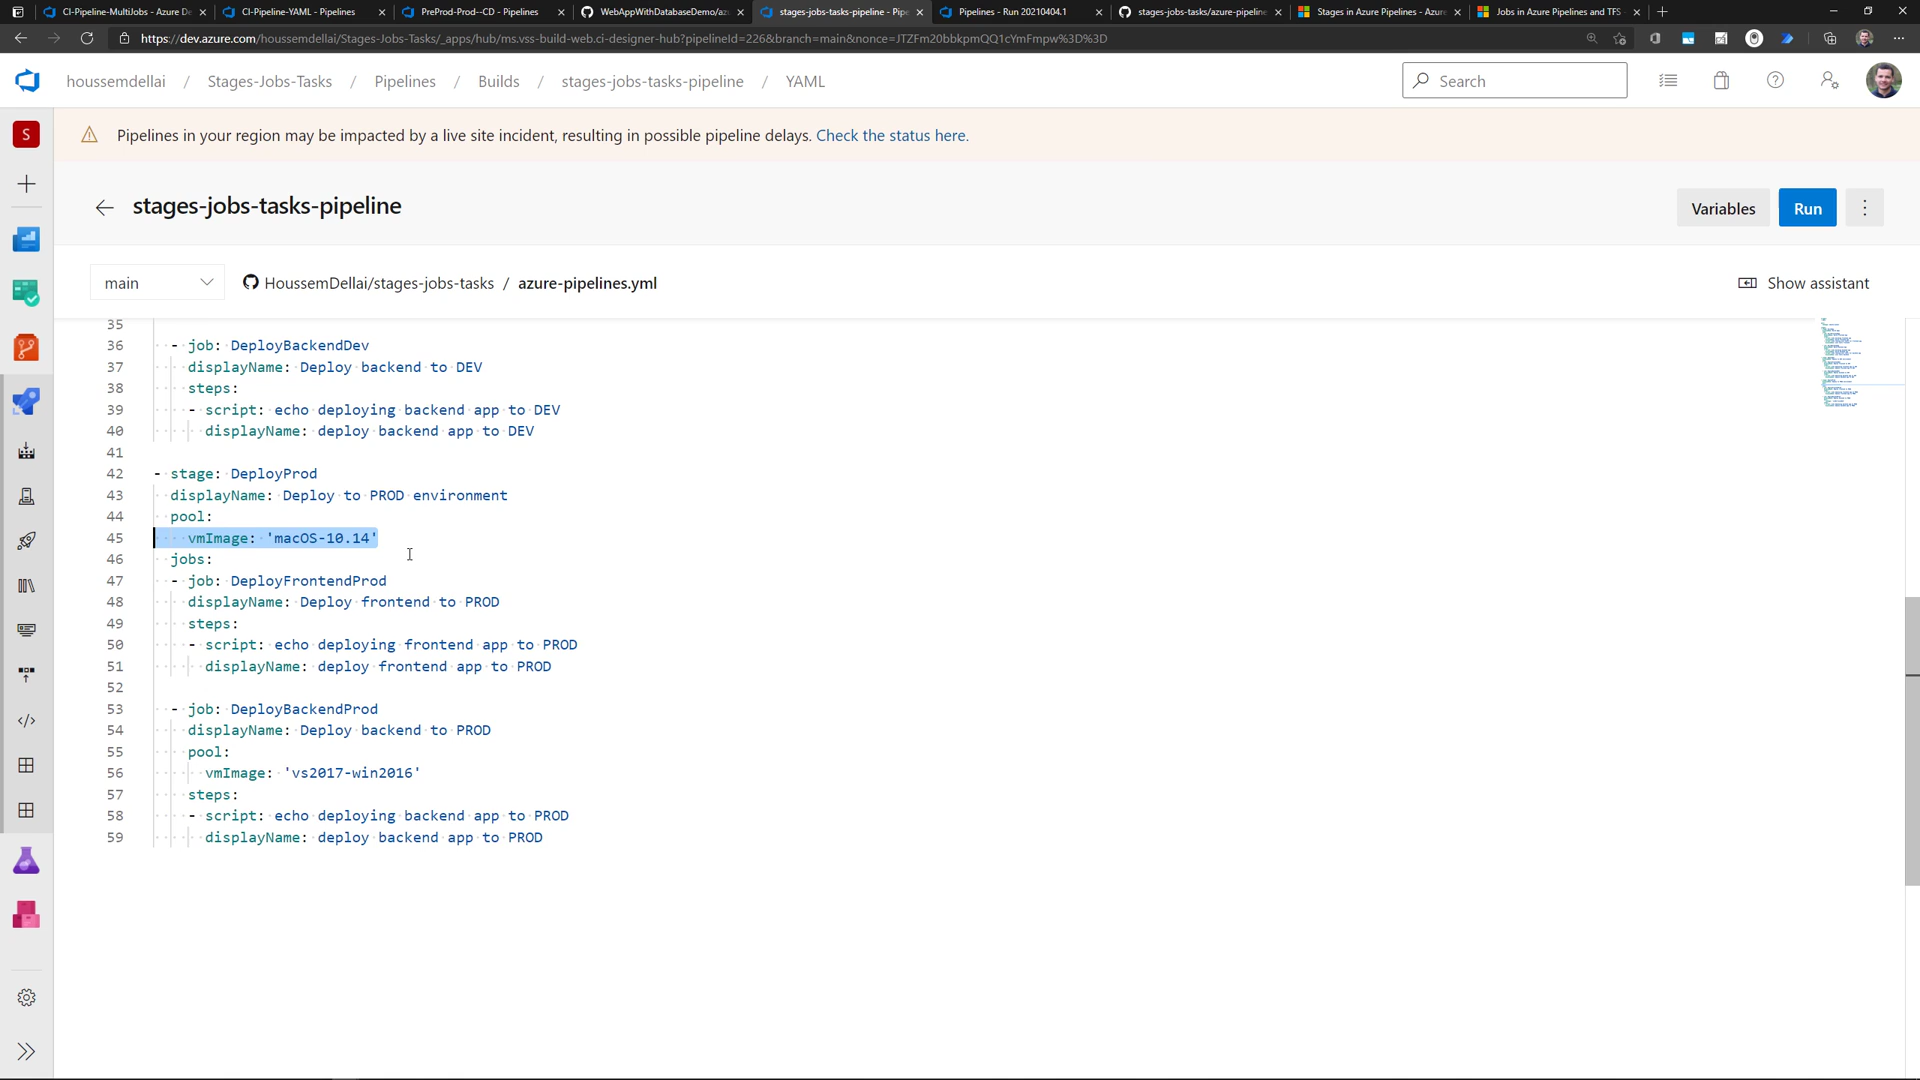 CI-Pipeline-MultiJobs - Azure De
CI-Pipeline-YAML - Pipelines
PreProd-Prod--CD - Pipelines
WebAppWithDatabaseDemo/az
stages-jobs-tasks-pipeline - Pipe
Pipelines - Run 20210404.1
stages-jobs-tasks/azure-pipeline
Stages in Azure Pipelines - Azur
Jobs in Azure Pipelines and TFS -
https://dev.azure.com/houssemdellai/Stages-Jobs-Tasks/_apps/hub/ms.vss-build-web.ci-designer-hub?pipelineId=226&branch=main&nonce=JTZFm20bbkpmQQ1cYmFmpw%3D%3D
houssemdellai / Stages-Jobs-Tasks / Pipelines / Builds / stages-jobs-tasks-pipeline / YAML
Search
S
Pipelines in your region may be impacted by a live site incident, resulting in possible pipeline delays. Check the status here.
stages-jobs-tasks-pipeline
Variables
Run
main
HoussemDellai/stages-jobs-tasks / azure-pipelines.yml
Show assistant
35
36 - job: DeployBackendDev
37 displayName: Deploy backend to DEV
38 steps:
39 - script: echo deploying backend app to DEV
40 displayName: deploy backend app to DEV
41
42 - stage: DeployProd
43 displayName: Deploy to PROD environment
44 pool:
45 vmImage: 'macOS-10.14'
46 jobs:
47 - job: DeployFrontendProd
48 displayName: Deploy frontend to PROD
49 steps:
50 - script: echo deploying frontend app to PROD
51 displayName: deploy frontend app to PROD
52
53 - job: DeployBackendProd
54 displayName: Deploy backend to PROD
55 pool:
56 vmImage: 'vs2017-win2016'
57 steps:
58 - script: echo deploying backend app to PROD
59 displayName: deploy backend app to PROD